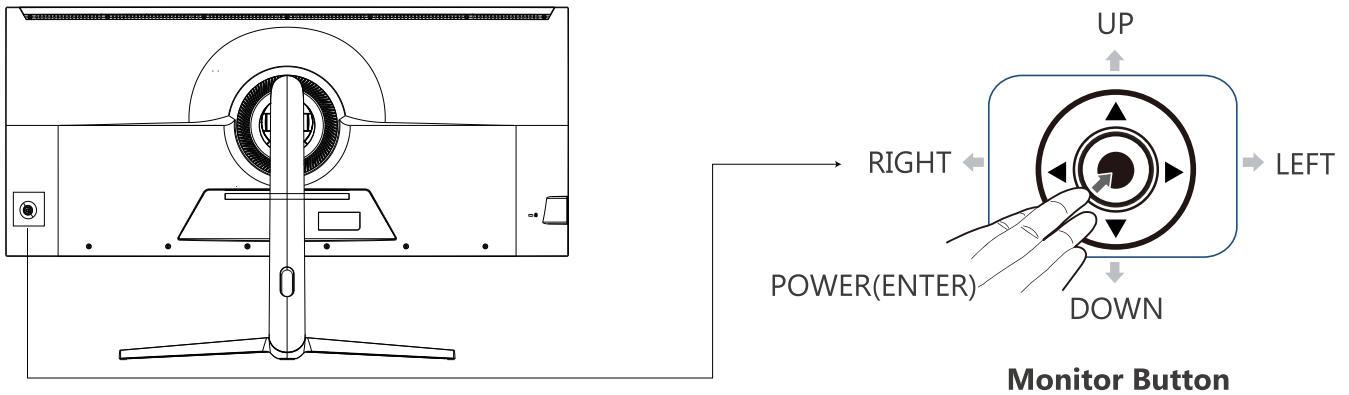 UP
RIGHT
LEFT
POWER(ENTER)
DOWN
Monitor Button